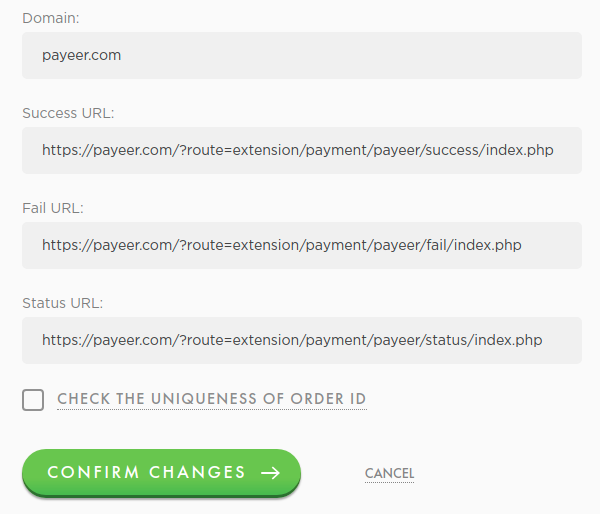 Domain:
payeer.com
Success URL:
https://payeer.com/?route=extension/payment/payeer/success/index.php
Fail URL:
https://payeer.com/?route=extension/payment/payeer/fail/index.php
Status URL:
https://payeer.com/?route=extension/payment/payeer/status/index.php
CHECK THE UNIQUENESS OF ORDER ID
CONFIRM CHANGES → CANCEL